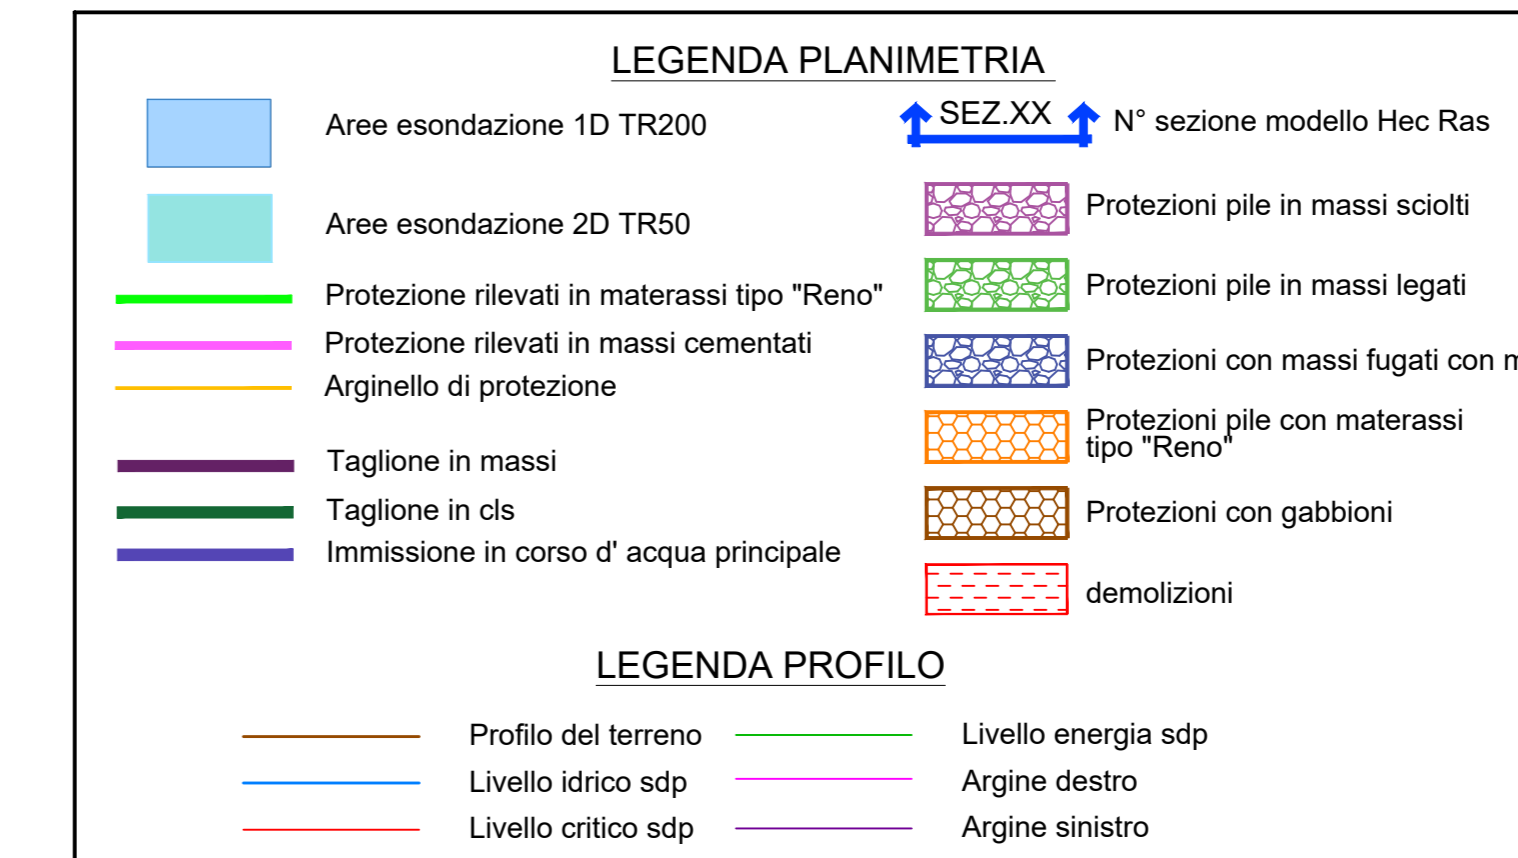 LEGENDA PLANIMETRIA
Aree esondazione 1D TR200
Aree esondazione 2D TR50
Protezione rilevati in materassi tipo "Reno"
Protezione rilevati in massi cementati
Arginello di protezione
Taglione in massi
Taglione in cls
Immissione in corso d' acqua principale
SEZ.XX N° sezione modello Hec Ras
Protezioni pile in massi sciolti
Protezioni pile in massi legati
Protezioni con massi fugati con
Protezioni pile con materassi
tipo "Reno"
Protezioni con gabbioni
demolizioni
LEGENDA PROFILO
Profilo del terreno
Livello idrico sdp
Livello critico sdp
Livello energia sdp
Argine destro
Argine sinistro